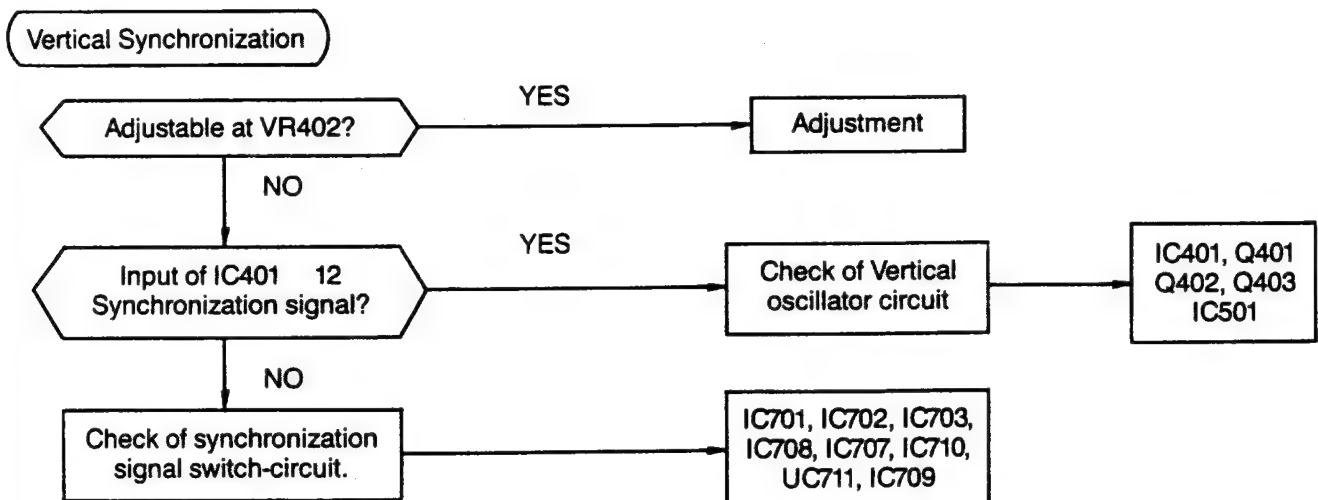 Vertical Synchronization
Adjustable at VR402?
YES
Adjustment
NO
Input of IC401 12
Synchronization signal?
YES
Check of Vertical
oscillator circuit
IC401, Q401
Q402, Q403
IC501
NO
Check of synchronization
signal switch-circuit.
IC701, IC702, IC703,
IC708, IC707, IC710,
UC711, IC709